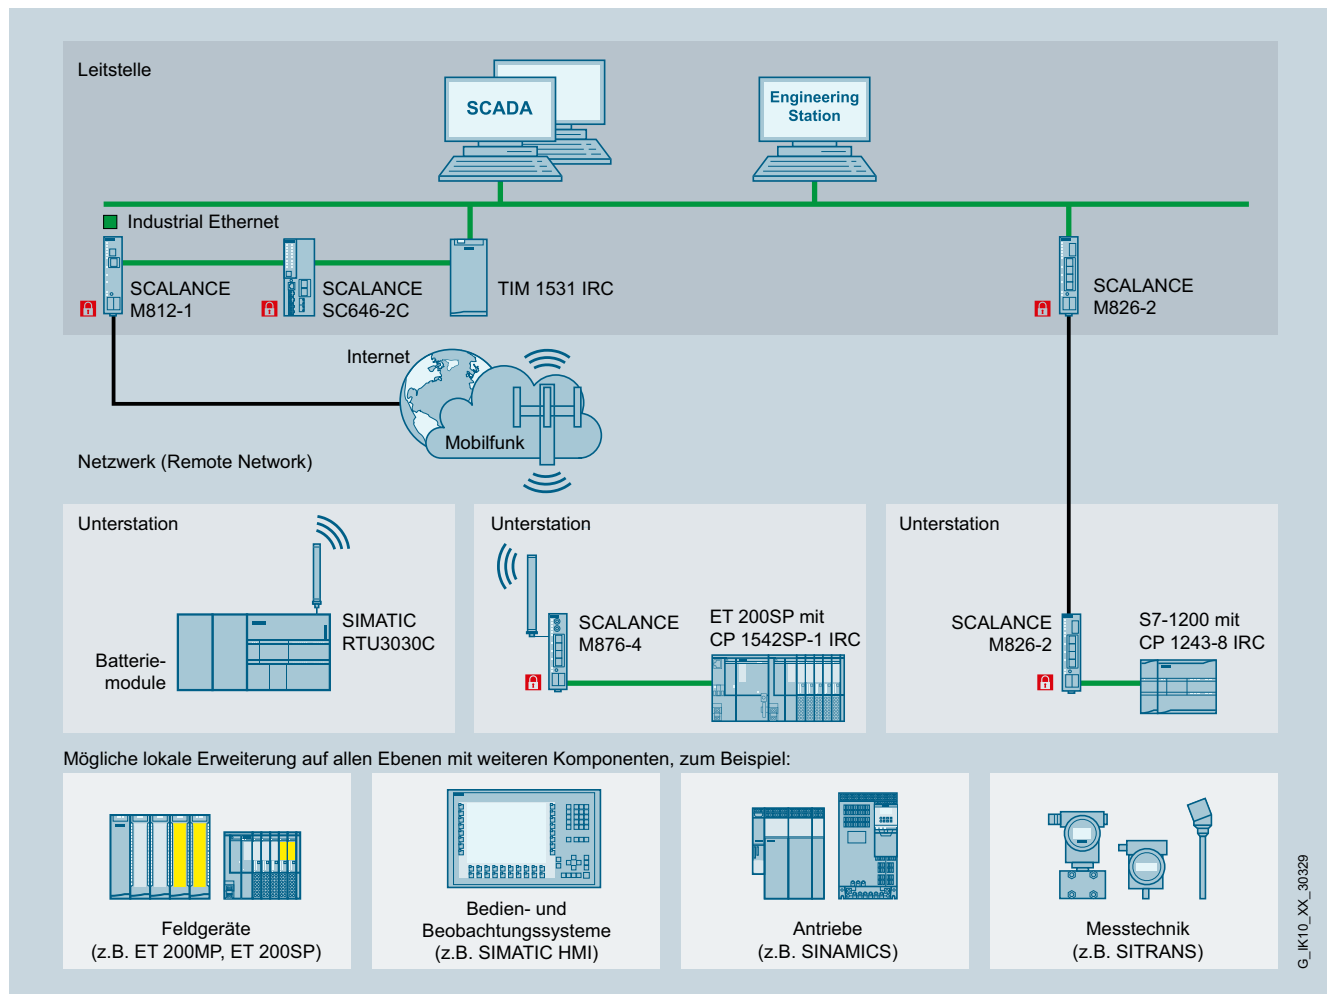 Leitstelle
SCADA
Engineering
Station
Industrial Ethernet
SCALANCE
M812-1
SCALANCE
SC646-2C
TIM 1531 IRC
SCALANCE
M826-2
Internet
Mobilfunk
Netzwerk (Remote Network)
Unterstation
SIMATIC
RTU3030C
Batterie-
module
Unterstation
SCALANCE
M876-4
ET 200SP mit
CP 1542SP-1 IRC
Unterstation
SCALANCE
M826-2
S7-1200 mit
CP 1243-8 IRC
Mögliche lokale Erweiterung auf allen Ebenen mit weiteren Komponenten, zum Beispiel:
Feldgeräte
(z.B. ET 200MP, ET 200SP)
Bedien- und
Beobachtungssysteme
(z.B. SIMATIC HMI)
Antriebe
(z.B. SINAMICS)
Messtechnik
(z.B. SITRANS)
G_IK10_XX_30329